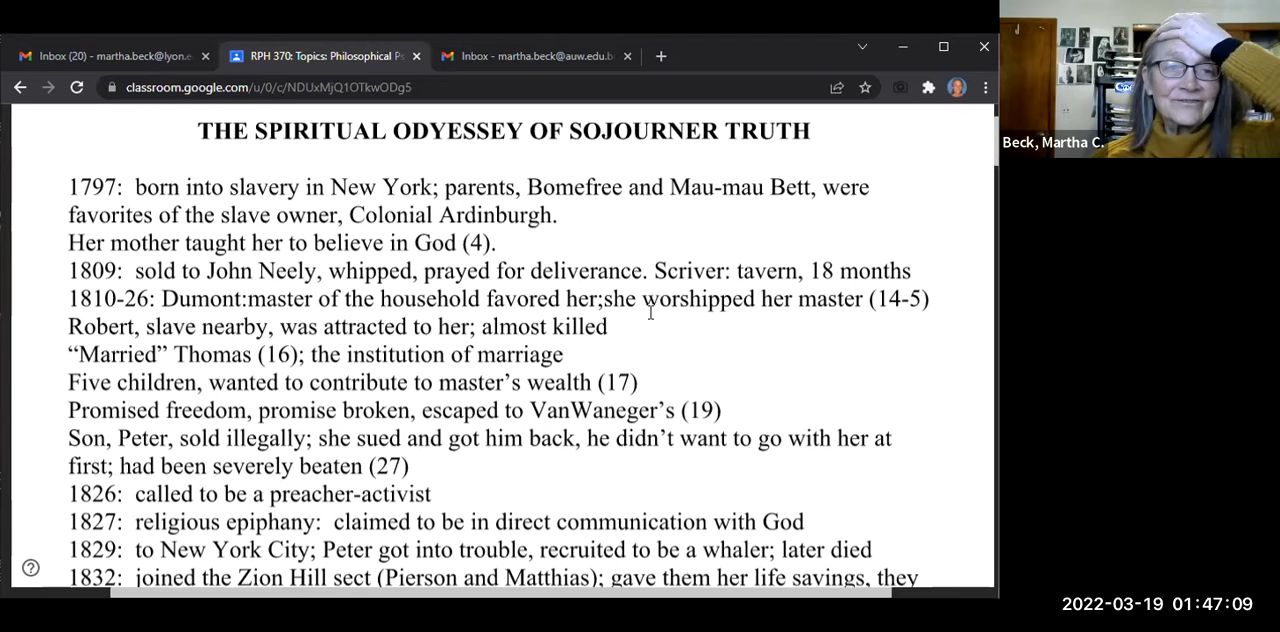 Inbox (20) - martha.beck@lyon.e
RPH 370: Topics: Philosophical Ps
Inbox - martha.beck@auw.edu.b
classroom.google.com/u/0/c/NDUxMjQ1OTkwODg5
THE SPIRITUAL ODYESSEY OF SOJOURNER TRUTH
1797: born into slavery in New York; parents, Bomefree and Mau-mau Bett, were
favorites of the slave owner, Colonial Ardinburgh.
Her mother taught her to believe in God (4).
1809: sold to John Neely, whipped, prayed for deliverance. Scriver: tavern, 18 months
1810-26: Dumont:master of the household favored her;she worshipped her master (14-5)
Robert, slave nearby, was attracted to her; almost killed
“Married” Thomas (16); the institution of marriage
Five children, wanted to contribute to master’s wealth (17)
Promised freedom, promise broken, escaped to VanWaneger’s (19)
Son, Peter, sold illegally; she sued and got him back, he didn’t want to go with her at
first; had been severely beaten (27)
1826: called to be a preacher-activist
1827: religious epiphany: claimed to be in direct communication with God
1829: to New York City; Peter got into trouble, recruited to be a whaler; later died
1832: joined the Zion Hill sect (Pierson and Matthias); gave them her life savings, they
Beck, Martha C.
2022-03-19 01:47:09